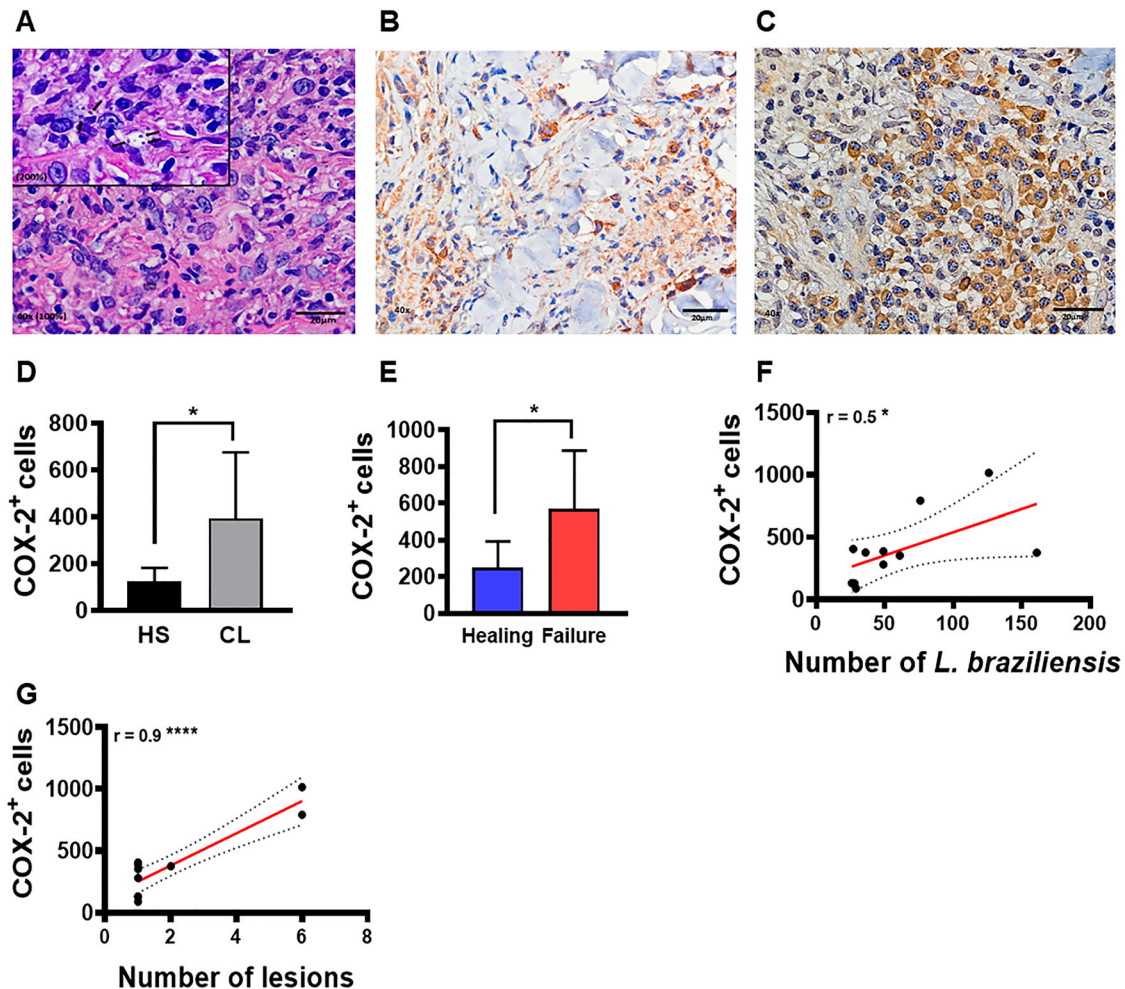 A
B
C
(200%)
40x (100%)
20µm
40x
20µm
40x
20µm
D
COX-2+ cells
800
600
400
200
0
*
HS CL
E
COX-2+ cells
1000
800
600
400
200
0
*
Healing Failure
F
COX-2+ cells
1500
1000
500
0
r = 0.5 *
0 50 100 150 200
Number of L. braziliensis
G
COX-2+ cells
1500
1000
500
0
r = 0.9 ****
0 2 4 6 8
Number of lesions